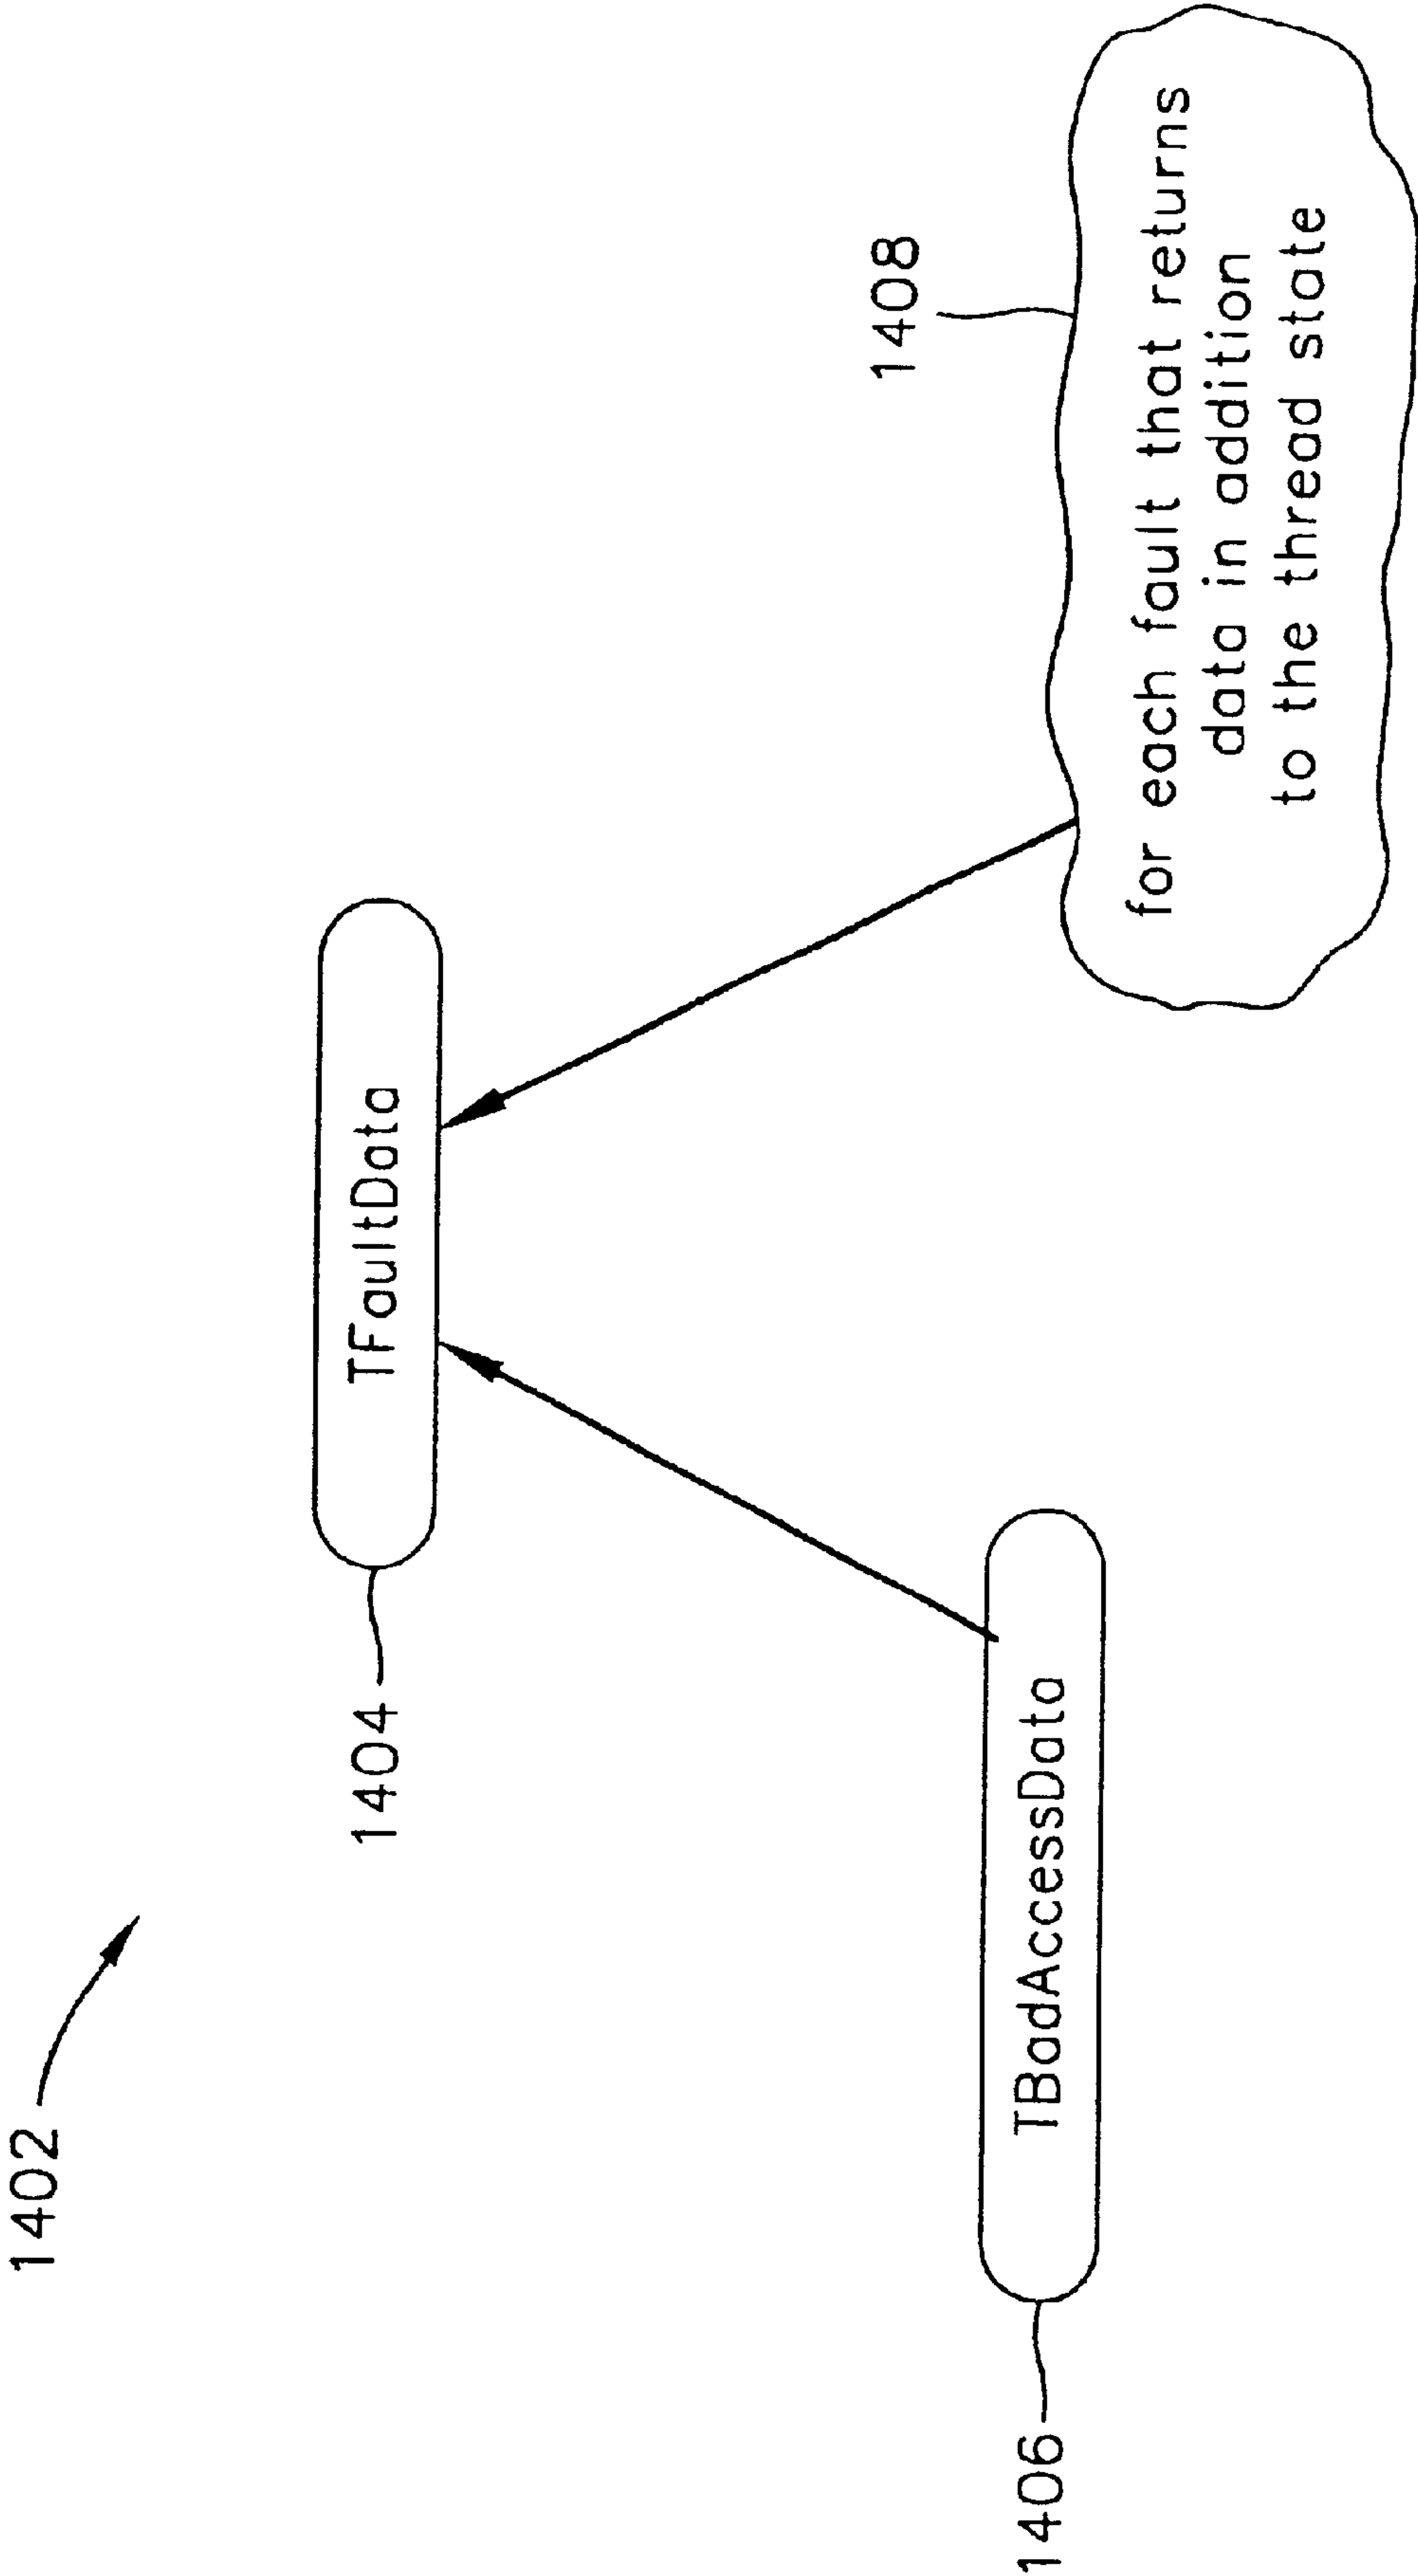 1402
1404
TFaultData
1408
1406
TBadAccessData
for each fault that returns
data in addition
to the thread state